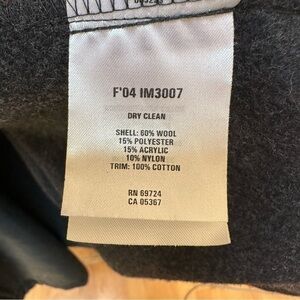 F'04 IM3007
DRY CLEAN
SHELL: 60% WOOL
15% POLYESTER
15% ACRYLIC
10% NYLON
TRIM: 100% COTTON
RN 69724
CA 05367